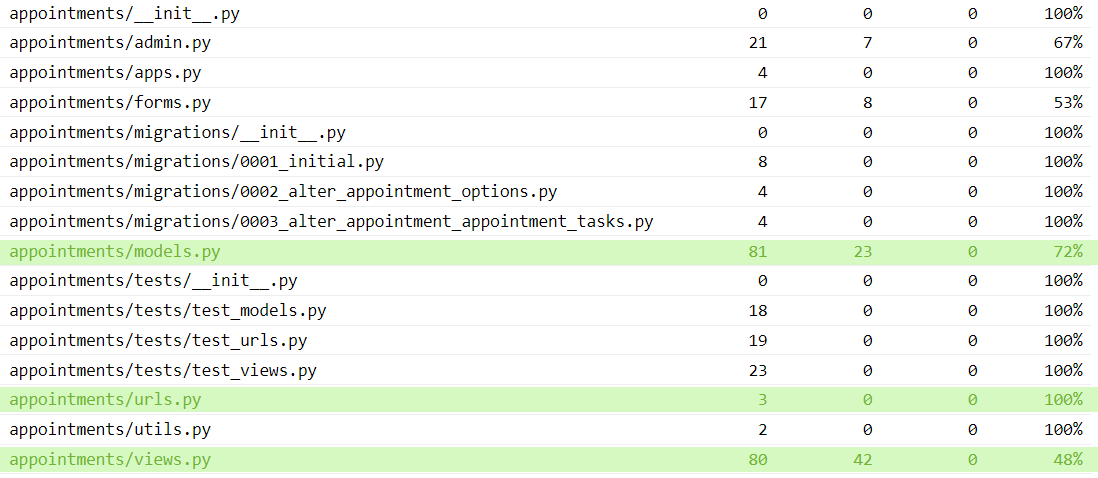 appointments/__init__.py 0 0 0 100%
appointments/admin.py 21 7 0 67%
appointments/apps.py 4 0 0 100%
appointments/forms.py 17 8 0 53%
appointments/migrations/__init__.py 0 0 0 100%
appointments/migrations/0001_initial.py 8 0 0 100%
appointments/migrations/0002_alter_appointment_options.py 4 0 0 100%
appointments/migrations/0003_alter_appointment_appointment_tasks.py 4 0 0 100%
appointments/models.py 81 23 0 72%
appointments/tests/__init__.py 0 0 0 100%
appointments/tests/test_models.py 18 0 0 100%
appointments/tests/test_urls.py 19 0 0 100%
appointments/tests/test_views.py 23 0 0 100%
appointments/urls.py 3 0 0 100%
appointments/utils.py 2 0 0 100%
appointments/views.py 80 42 0 48%